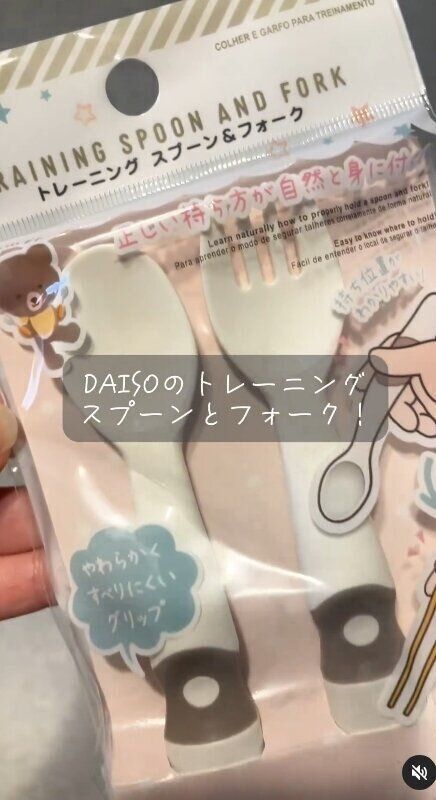 COLHER E GARFO PARA TREINAMENTO
RAINING SPOON AND FORK
トレーニング スプーン&フォーク
正しい持ち方が自然と身に付
Learn naturally how to properly hold a spoon and fork!
Para aprender o modo de segurar talheres corretamente de forma natural
Easy to know where to hold
Fácil de entender o local de segurar o talher
持ち位置が
わかりやすい
DAISOのトレーニング
スプーンとフォーク!
やわらかく
すべりにくい
グリップ